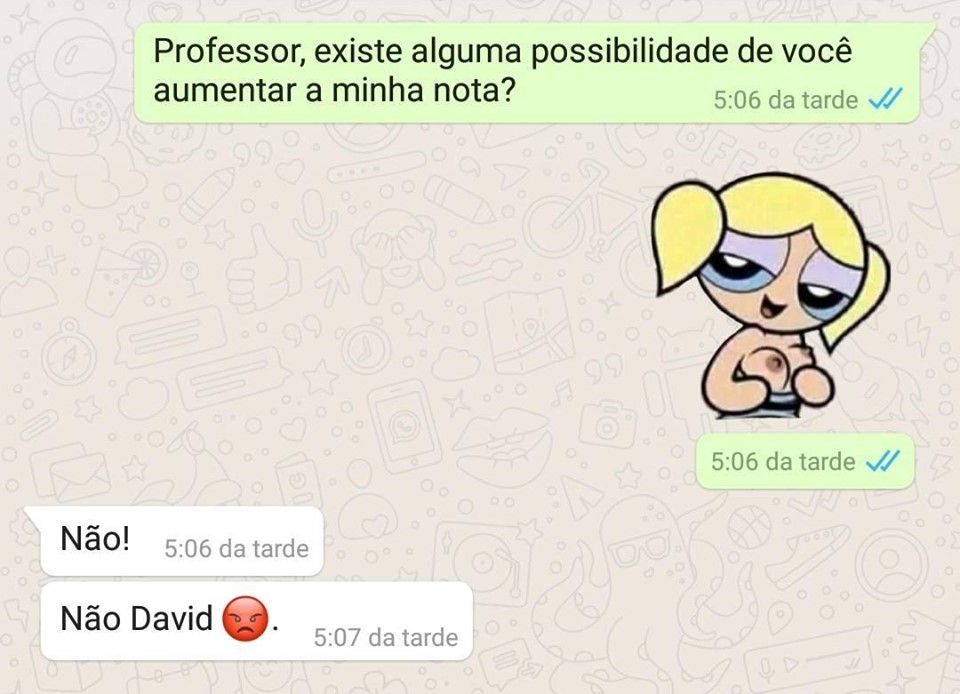 Professor, existe alguma possibilidade de você
aumentar a minha nota?
5:06 da tarde
5:06 da tarde
Não!
5:06 da tarde
Não David 😡.
5:07 da tarde